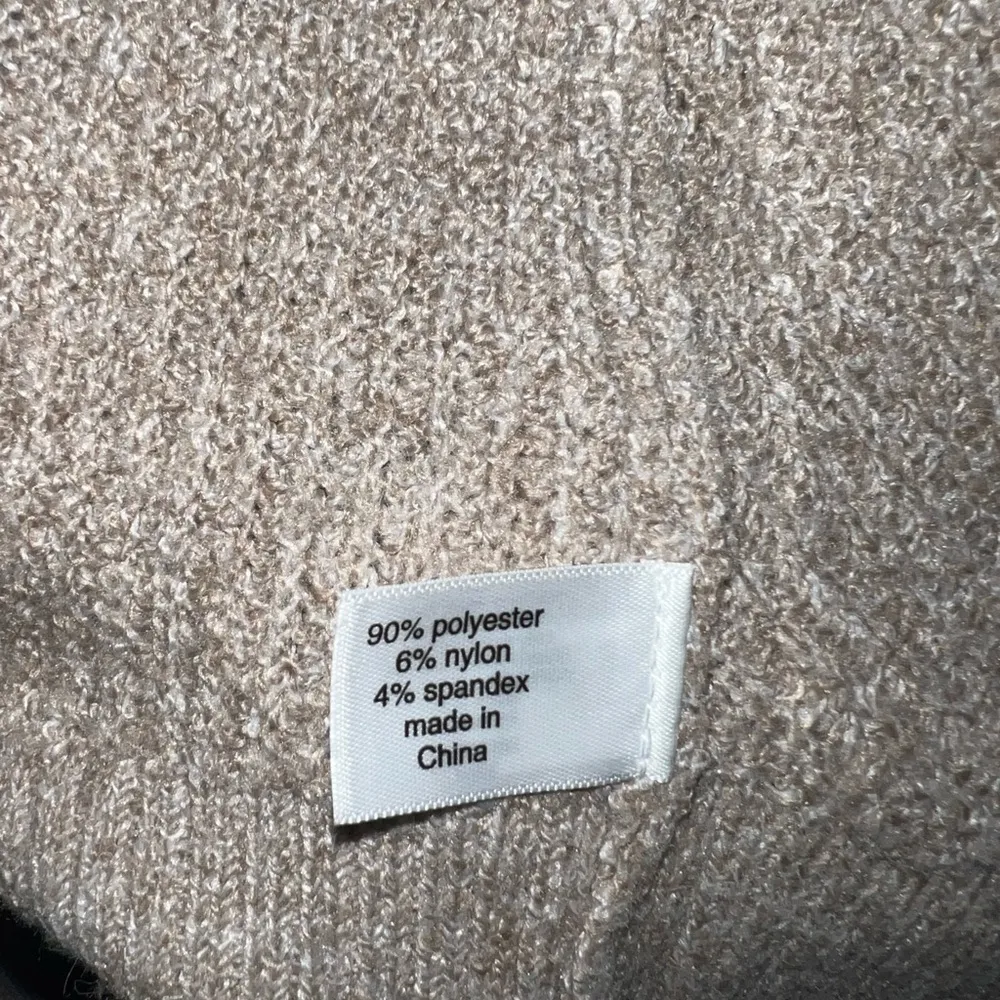 90% polyester
6% nylon
4% spandex
made in
China